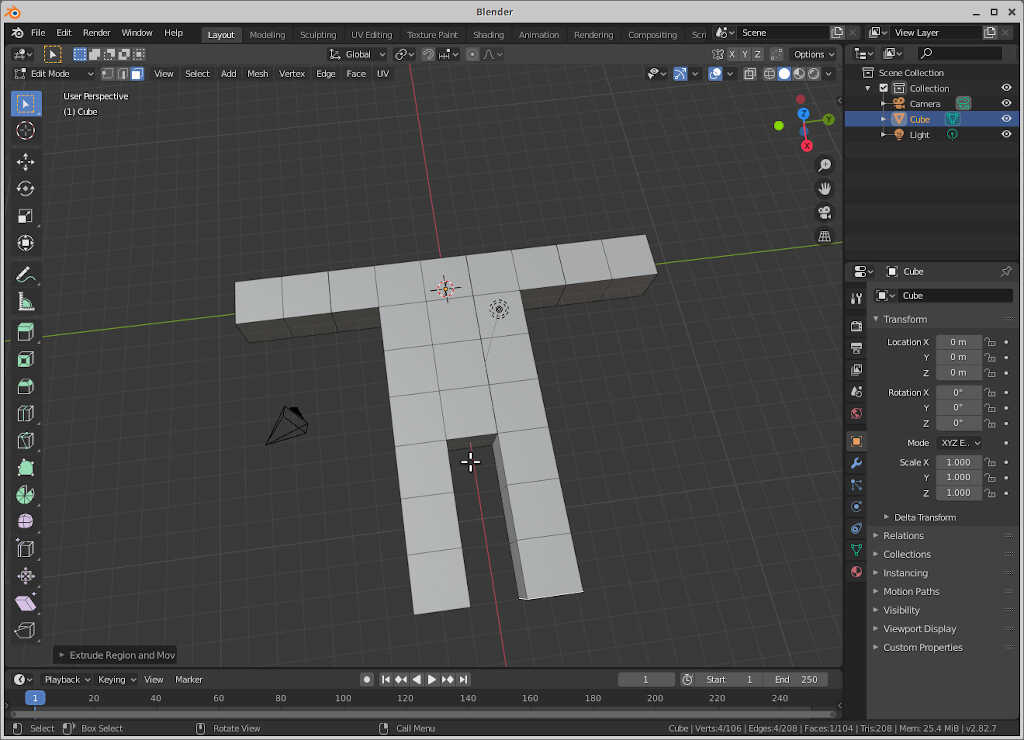 Blender
File Edit Render Window Help Layout Modeling Sculpting UV Editing Texture Paint Shading Animation Rendering Compositing Scri Scene View Layer
Global X Y Z Options
Edit Mode View Select Add Mesh Vertex Edge Face UV
User Perspective
(1) Cube
Z
Y
X
Scene Collection
Collection
Camera
Cube
Light
Cube
Cube
Transform
Location X 0 m
Y 0 m
Z 0 m
Rotation X 0°
Y 0°
Z 0°
Mode XYZ E..
Scale X 1.000
Y 1.000
Z 1.000
Delta Transform
Relations
Collections
Instancing
Motion Paths
Visibility
Viewport Display
Custom Properties
Extrude Region and Mov
Playback Keying View Marker 1 Start 1 End 250
1 20 40 60 80 100 120 140 160 180 200 220 240
Select Box Select Rotate View Call Menu Cube | Verts:4/106 | Edges:4/208 | Faces:1/104 | Tris:208 | Mem: 25.4 MiB | v2.82.7